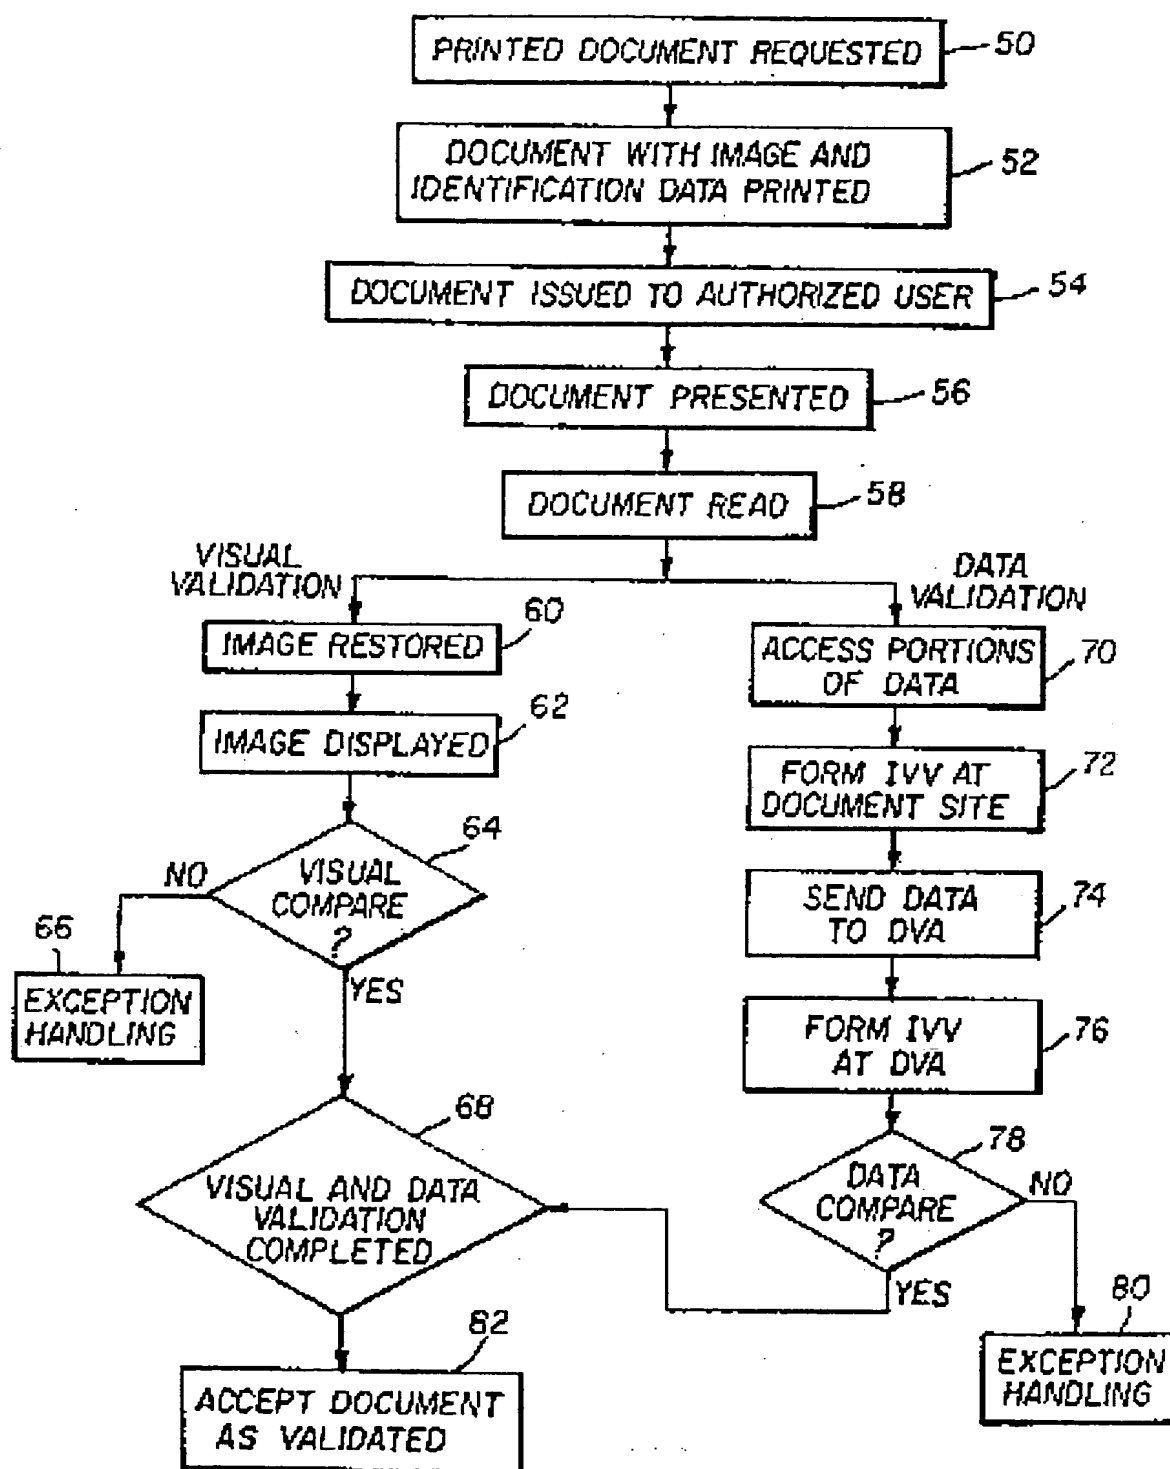 PRINTED DOCUMENT REQUESTED
50
DOCUMENT WITH IMAGE AND
IDENTIFICATION DATA PRINTED
52
DOCUMENT ISSUED TO AUTHORIZED USER
54
DOCUMENT PRESENTED
56
DOCUMENT READ
58
VISUAL
VALIDATION
60
IMAGE RESTORED
62
IMAGE DISPLAYED
64
VISUAL
COMPARE
?
NO
66
EXCEPTION
HANDLING
YES
68
VISUAL AND DATA
VALIDATION
COMPLETED
82
ACCEPT DOCUMENT
AS VALIDATED
DATA
VALIDATION
ACCESS PORTIONS
OF DATA
70
FORM IVV AT
DOCUMENT SITE
72
SEND DATA
TO DVA
74
FORM IVV
AT DVA
76
78
DATA
COMPARE
?
NO
YES
80
EXCEPTION
HANDLING